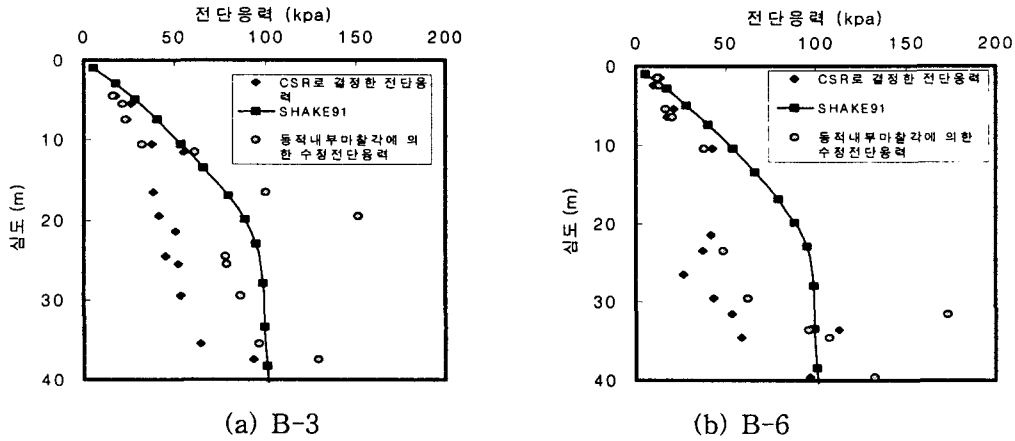 전단응력 (kpa)
0 50 100 150 200
0
10
20
30
40
심도 (m)
CSR로 결정한 전단응
력
SHAKE91
동적내부마찰각에 의
한 수정전단응력
(a) B-3
전단응력 (kpa)
0 50 100 150 200
0
10
20
30
40
심도 (m)
CSR로 결정한 전단응력
SHAKE91
동적내부마찰각에 의한
수정전단응력
(b) B-6